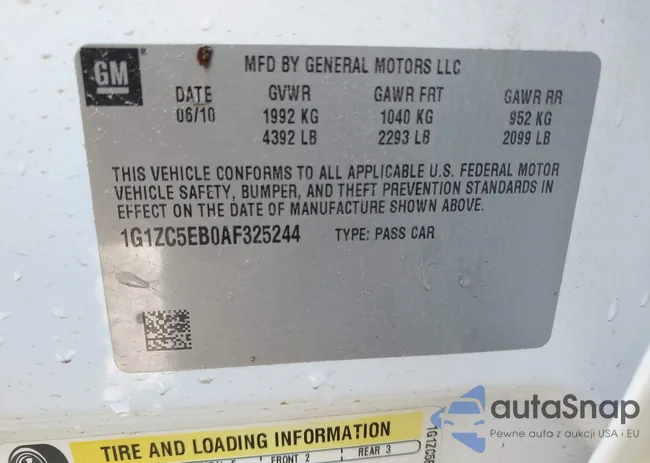 GM
MFD BY GENERAL MOTORS LLC
DATE GVWR GAWR FRT GAWR RR
06/10 1992 KG 1040 KG 952 KG
4392 LB 2293 LB 2099 LB
THIS VEHICLE CONFORMS TO ALL APPLICABLE U.S. FEDERAL MOTOR
VEHICLE SAFETY, BUMPER, AND THEFT PREVENTION STANDARDS IN
EFFECT ON THE DATE OF MANUFACTURE SHOWN ABOVE.
1G1ZC5EB0AF325244 TYPE: PASS CAR
TIRE AND LOADING INFORMATION
FRONT 2 REAR 3
1G1ZC5E
autoSnap
Pewne auta z aukcji USA i EU